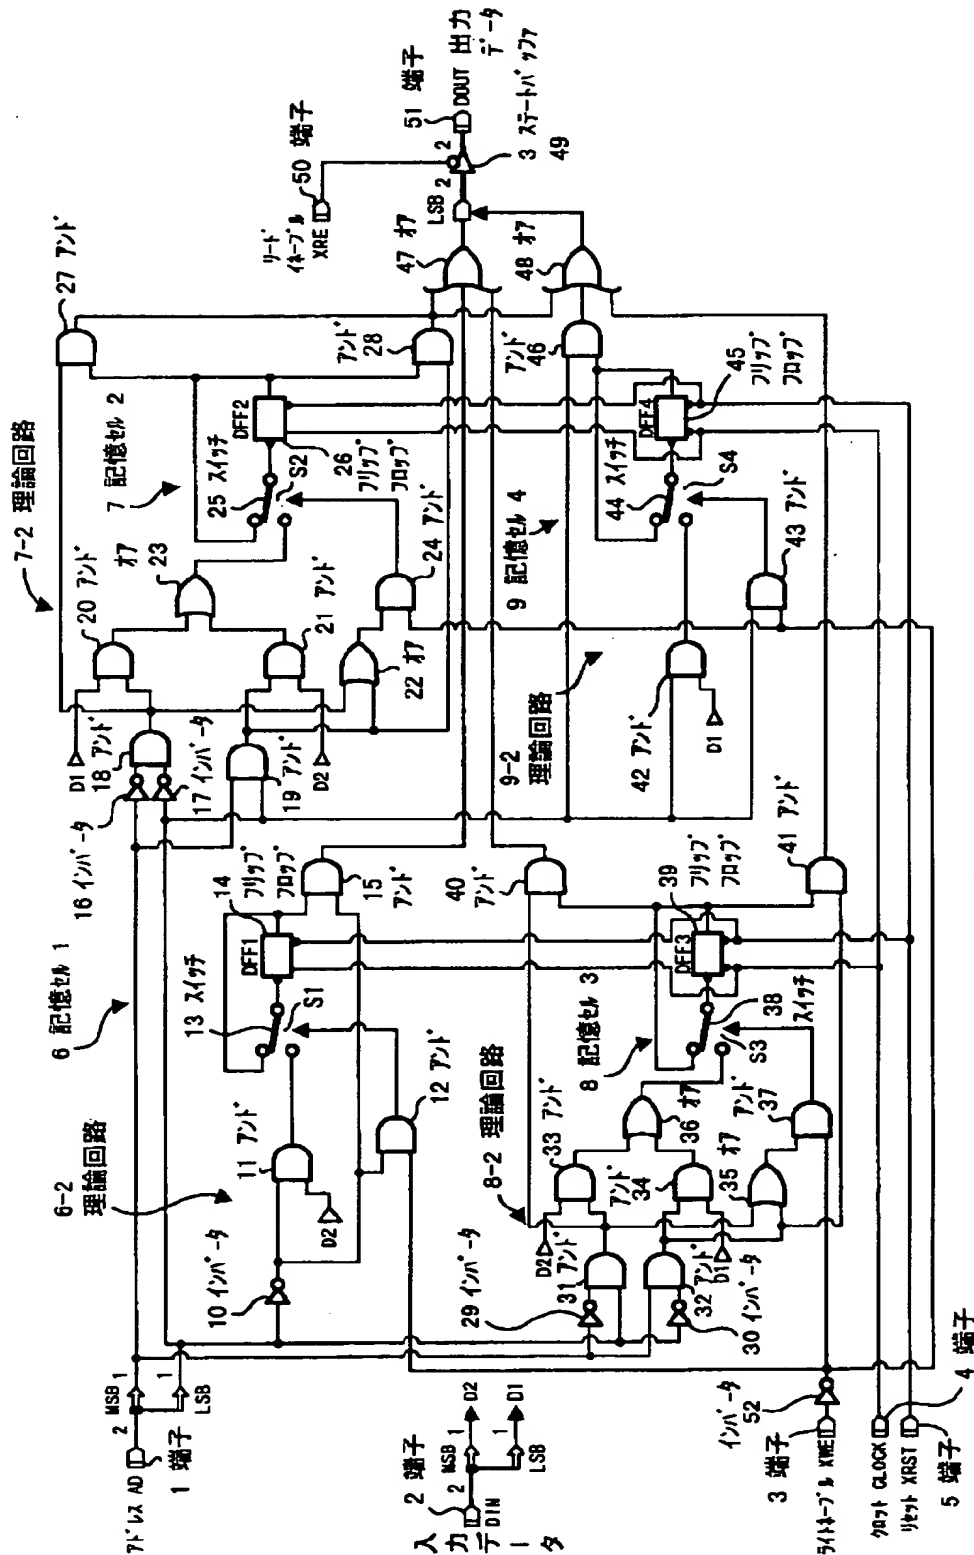 アドレス AD
1 端子
2
MSB 1
1
LSB
入力データ
DIN
2 端子
2
MSB 1
D2
1
D1
LSB
ライトネーブル XWE
3 端子
インバータ
52
クロット CLOCK
リセット XRST
4 端子
5 端子
6 記憶セル 1
6-2
理論回路
10 インバータ
11 アンド
D2
12 アンド
13 スイッチ
S1
DFF1
14
フリップ
フロップ
15
アンド
16 インバータ
17 インバータ
18 アンド
D1
19 アンド
D2
20 アンド
21 アンド
22 オア
オア
23
24 アンド
7-2 理論回路
7 記憶セル 2
25 スイッチ
S2
DFF2
26
フリップ
フロップ
27 アンド
アンド
28
8-2 理論回路
8 記憶セル 3
29 インバータ
30 インバータ
31 アンド
32
アンド
D2
D1
33
アンド
アンド
34
35 オア
36 オア
アンド
37
38
スイッチ
S3
DFF3
39
フリップ
フロップ
40
アンド
41 アンド
9-2
理論回路
9 記憶セル 4
42 アンド
D1
43 アンド
44 スイッチ
S4
DFF4
45
フリップ
フロップ
アンド
46
47 オア
48 オア
LSB
リード
イネーブル
XRE
50 端子
2
2
3 ステートバッファ
49
51 端子
DOUT 出力
データ